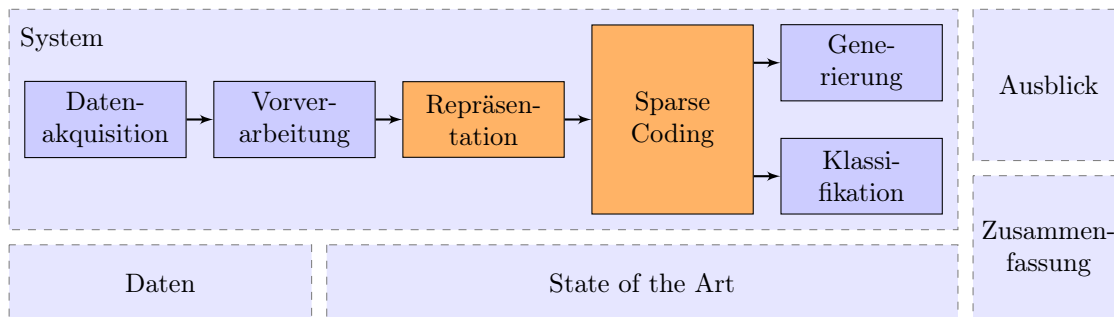 System
Daten-
akquisition
Vorver-
arbeitung
Repräsen-
tation
Sparse
Coding
Gene-
rierung
Klassi-
fikation
Ausblick
Zusammen-
fassung
Daten
State of the Art